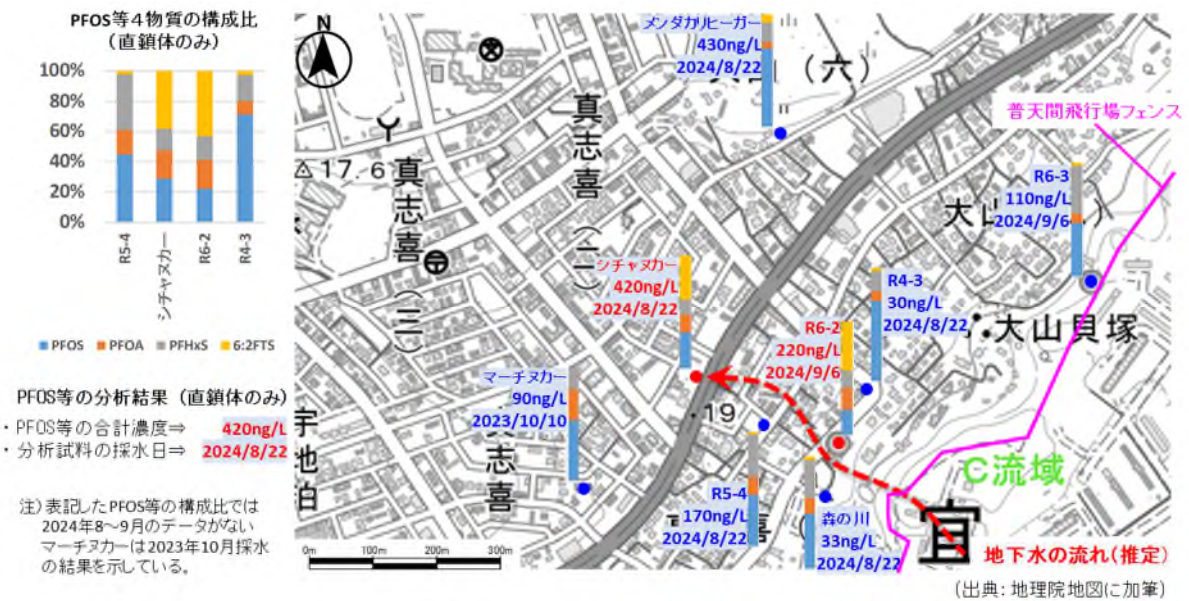 PFOS等４物質の構成比
（直鎖体のみ）
100%
80%
60%
40%
20%
0%
R5-4
シチャヌカー
R6-2
R4-3
PFOS
PFOA
PFHxS
6:2FTS
PFOS等の分析結果（直鎖体のみ）
・PFOS等の合計濃度⇒ 420ng/L
・分析試料の採水日⇒ 2024/8/22
注）表記したPFOS等の構成比では
2024年8～9月のデータがない
マーチヌカーは2023年10月採水
の結果を示している。
N
メンダカリヒーガー
430ng/L
2024/8/22
（六）
普天間飛行場フェンス
17.6
真志喜（三）
真志喜（二）
R6-3
110ng/L
2024/9/6
大山
シチャヌカー
420ng/L
2024/8/22
R4-3
30ng/L
2024/8/22
大山貝塚
R6-2
220ng/L
2024/9/6
マーチヌカー
90ng/L
2023/10/10
・19
宇地泊
志喜
C流域
R5-4
170ng/L
2024/8/22
喜
森の川
33ng/L
2024/8/22
宜
地下水の流れ(推定)
0m
100m
200m
300m
（出典：地理院地図に加筆）